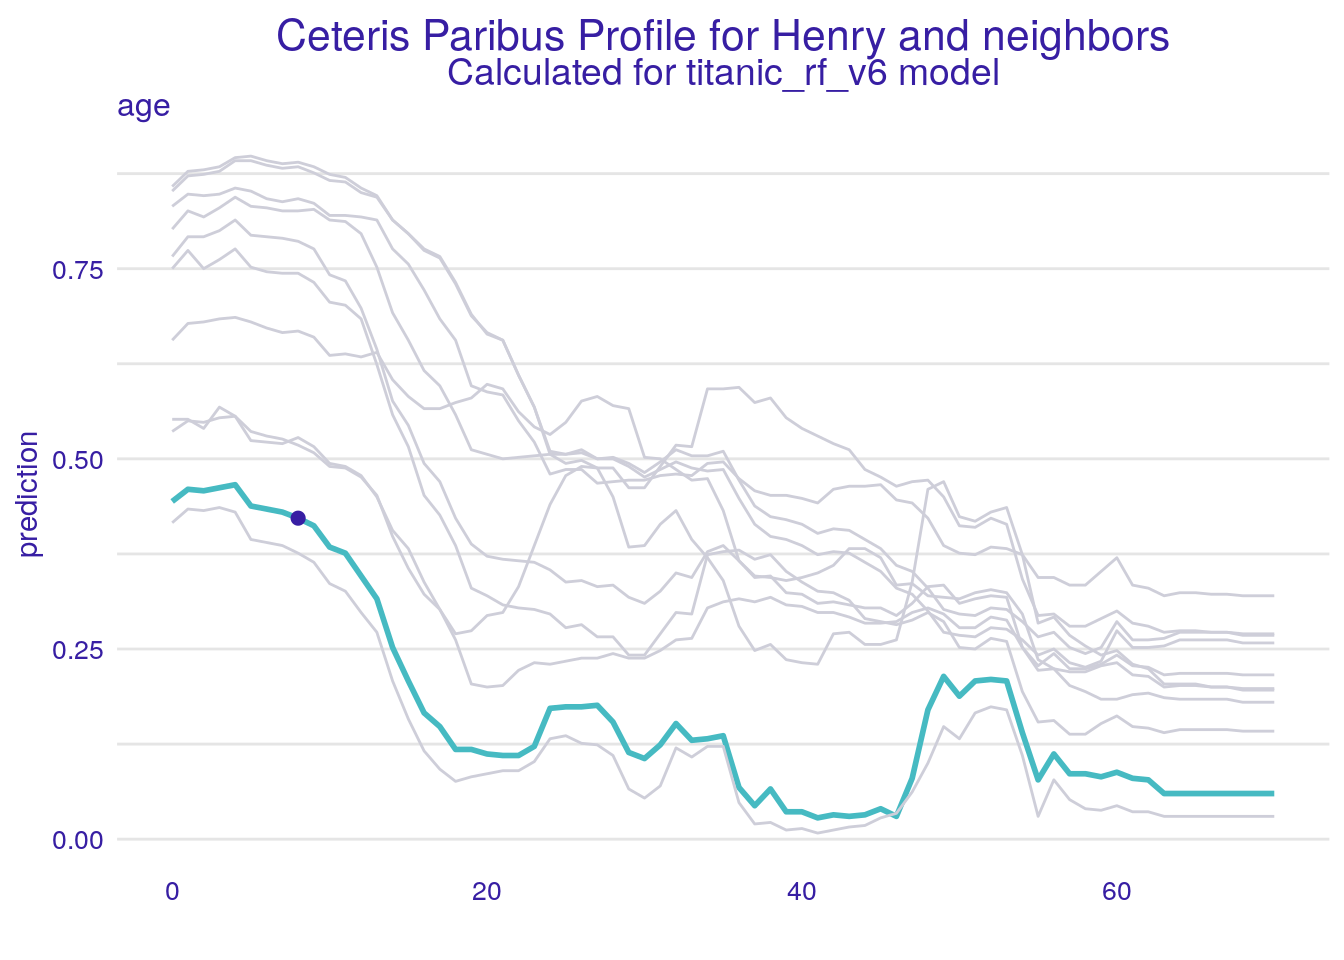 Ceteris Paribus Profile for Henry and neighbors
Calculated for titanic_rf_v6 model
age
prediction
0.75
0.50
0.25
0.00
0 20 40 60